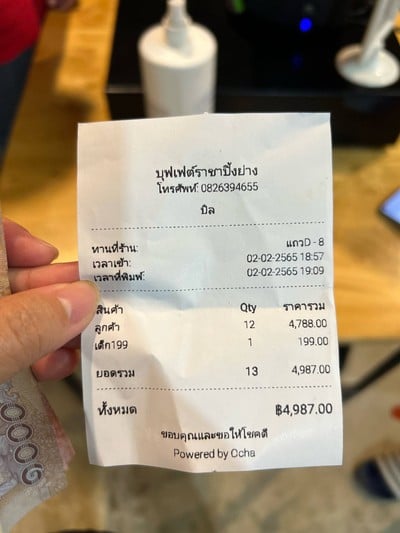 บุฟเฟ่ต์ราชาปิ้งย่าง
โทรศัพท์: 0826394655
บิล
ทานที่ร้าน: แถวD - 8
เวลาเข้า: 02-02-2565 18:57
เวลาที่พิมพ์: 02-02-2565 19:09
สินค้า Qty ราคารวม
ลูกค้า 12 4,788.00
เด็ก199 1 199.00
ยอดรวม 13 4,987.00
ทั้งหมด ฿4,987.00
ขอบคุณและขอให้โชคดี
Powered by Ocha